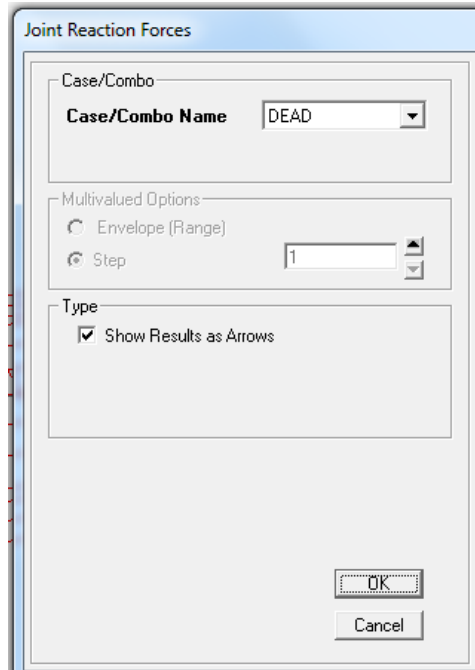 Joint Reaction Forces
Case/Combo
Case/Combo Name DEAD
Multivalued Options
Envelope (Range)
Step 1
Type
Show Results as Arrows
OK
Cancel